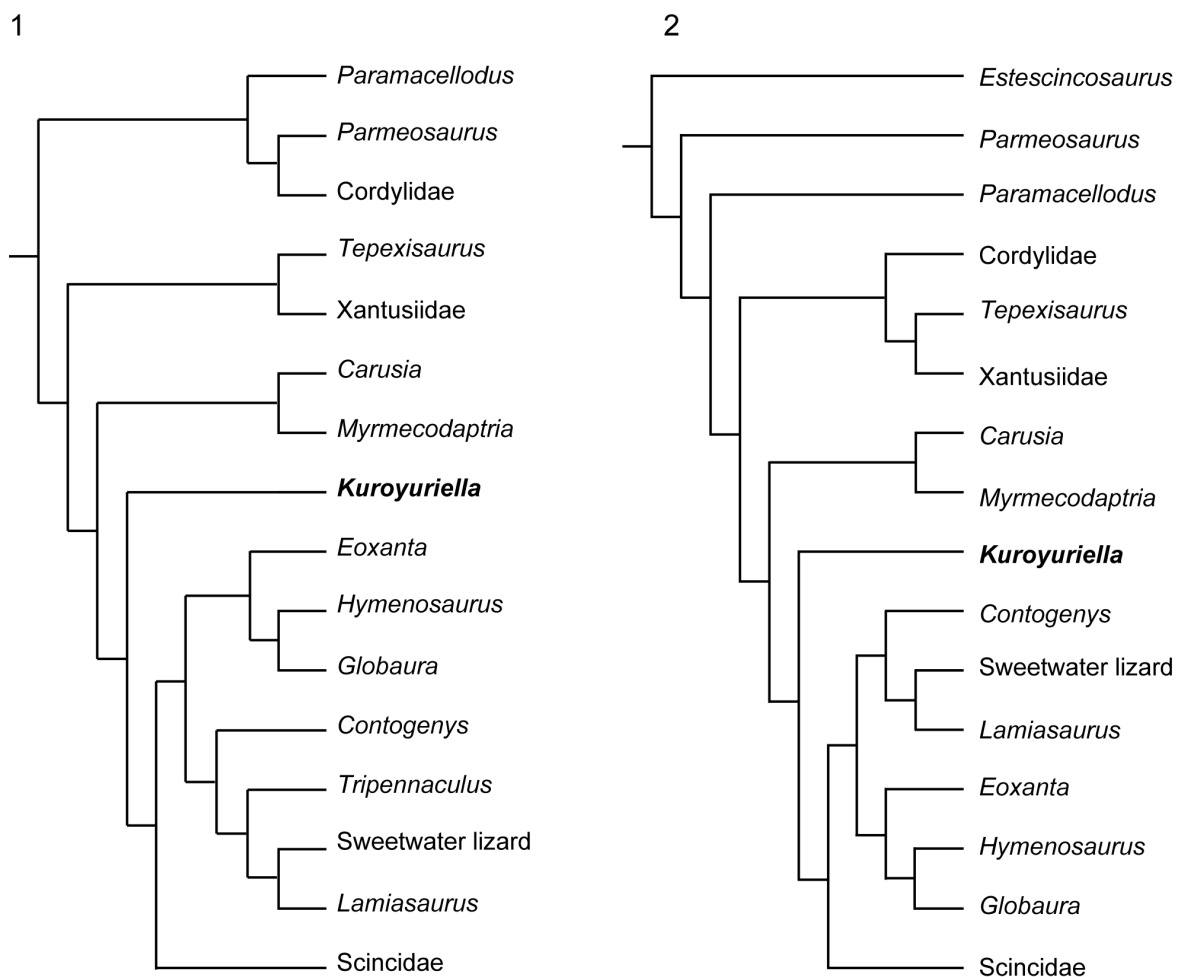 1
Paramacellodus
Parmeosaurus
Cordylidae
Tepexisaurus
Xantusiidae
Carusia
Myrmecodaptria
Kuroyuriella
Eoxanta
Hymenosaurus
Globaura
Contogenys
Tripennaculus
Sweetwater lizard
Lamiasaurus
Scincidae
2
Estescincosaurus
Parmeosaurus
Paramacellodus
Cordylidae
Tepexisaurus
Xantusiidae
Carusia
Myrmecodaptria
Kuroyuriella
Contogenys
Sweetwater lizard
Lamiasaurus
Eoxanta
Hymenosaurus
Globaura
Scincidae